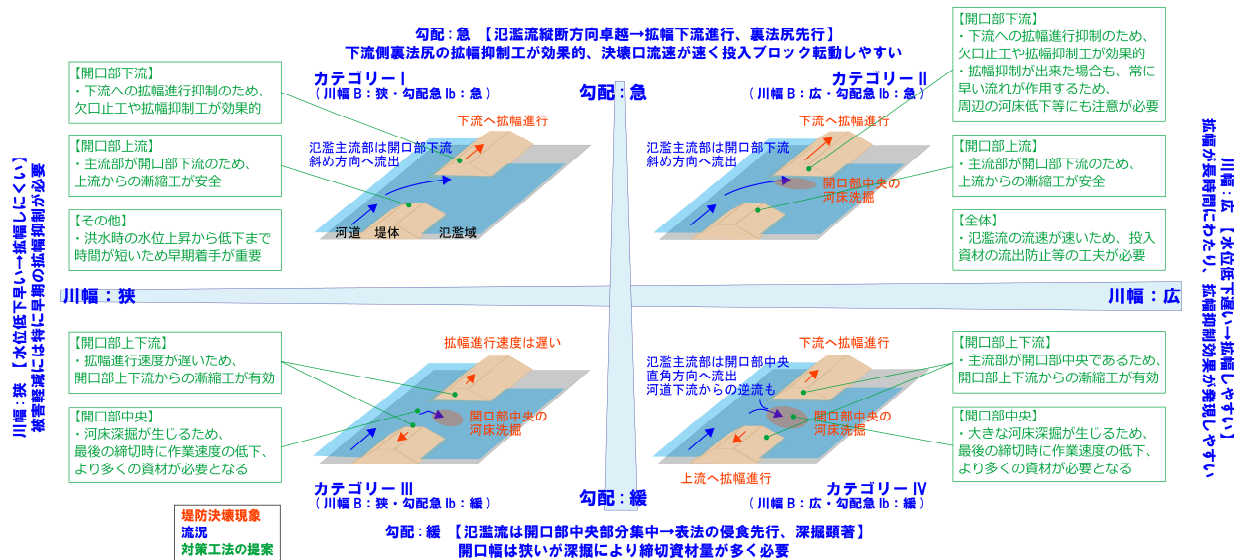 勾配：急 【氾濫流縦断方向卓越→拡幅下流進行、裏法尻先行】
下流側裏法尻の拡幅抑制工が効果的、決壊口流速が速く投入ブロック転動しやすい
カテゴリーⅠ
（川幅B：狭・勾配急Ib：急）
勾配：急
カテゴリーⅡ
（川幅B：広・勾配急Ib：急）
【開口部下流】
・下流への拡幅進行抑制のため、
欠口止工や拡幅抑制工が効果的
【開口部上流】
・主流部が開口部下流のため、
上流からの漸縮工が安全
【その他】
・洪水時の水位上昇から低下まで
時間が短いため早期着手が重要
下流へ拡幅進行
氾濫主流部は開口部下流
斜め方向へ流出
河道 堤体 氾濫域
下流へ拡幅進行
氾濫主流部は開口部下流
斜め方向へ流出
開口部中央の
河床洗掘
【開口部下流】
・下流への拡幅進行抑制のため、
欠口止工や拡幅抑制工が効果的
・拡幅抑制が出来た場合も、常に
早い流れが作用するため、
周辺の河床低下等にも注意が必要
【開口部上流】
・主流部が開口部下流のため、
上流からの漸縮工が安全
【全体】
・氾濫流の流速が速いため、投入
資材の流出防止等の工夫が必要
川幅：狭 【水位低下早い→拡幅しにくい】
被害軽減には特に早期の拡幅抑制が必要
川幅：狭
川幅：広
川幅：広 【水位低下遅い→拡幅しやすい】
拡幅が長時間にわたり、拡幅抑制効果が発現しやすい
【開口部上下流】
・拡幅進行速度が遅いため、
開口部上下流からの漸縮工が有効
【開口部中央】
・河床深掘が生じるため、
最後の締切時に作業速度の低下、
より多くの資材が必要となる
拡幅進行速度は遅い
開口部中央の
河床洗掘
下流へ拡幅進行
氾濫主流部は開口部中央
直角方向へ流出
河道下流からの逆流も
開口部中央の
河床洗掘
上流へ拡幅進行
【開口部上下流】
・主流部が開口部中央であるため、
開口部上下流からの漸縮工が有効
【開口部中央】
・大きな河床深掘が生じるため、
最後の締切時に作業速度の低下、
より多くの資材が必要となる
カテゴリーⅢ
（川幅B：狭・勾配急Ib：緩）
勾配：緩
カテゴリーⅣ
（川幅B：広・勾配急Ib：緩）
堤防決壊現象
流況
対策工法の提案
勾配：緩 【氾濫流は開口部中央部分集中→表法の侵食先行、深掘顕著】
開口幅は狭いが深掘により締切資材量が多く必要